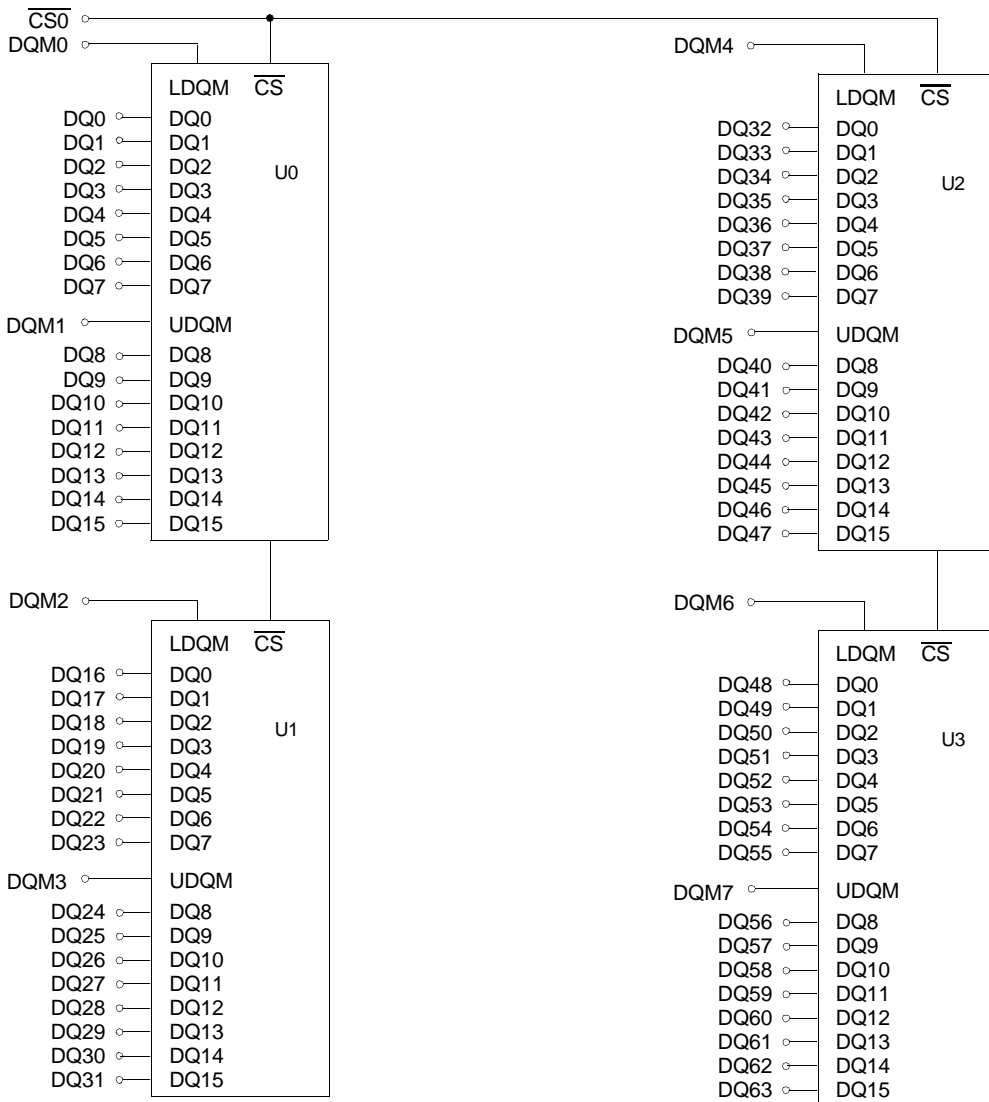 CS0
DQM0
LDQM CS
DQ0 DQ0
DQ1 DQ1
DQ2 DQ2
U0
DQ3 DQ3
DQ4 DQ4
DQ5 DQ5
DQ6 DQ6
DQ7 DQ7
DQM1 UDQM
DQ8 DQ8
DQ9 DQ9
DQ10 DQ10
DQ11 DQ11
DQ12 DQ12
DQ13 DQ13
DQ14 DQ14
DQ15 DQ15
DQM2
LDQM CS
DQ16 DQ0
DQ17 DQ1
DQ18 DQ2
U1
DQ19 DQ3
DQ20 DQ4
DQ21 DQ5
DQ22 DQ6
DQ23 DQ7
DQM3 UDQM
DQ24 DQ8
DQ25 DQ9
DQ26 DQ10
DQ27 DQ11
DQ28 DQ12
DQ29 DQ13
DQ30 DQ14
DQ31 DQ15
DQM4
LDQM CS
DQ32 DQ0
DQ33 DQ1
DQ34 DQ2
U2
DQ35 DQ3
DQ36 DQ4
DQ37 DQ5
DQ38 DQ6
DQ39 DQ7
DQM5 UDQM
DQ40 DQ8
DQ41 DQ9
DQ42 DQ10
DQ43 DQ11
DQ44 DQ12
DQ45 DQ13
DQ46 DQ14
DQ47 DQ15
DQM6
LDQM CS
DQ48 DQ0
DQ49 DQ1
DQ50 DQ2
U3
DQ51 DQ3
DQ52 DQ4
DQ53 DQ5
DQ54 DQ6
DQ55 DQ7
DQM7 UDQM
DQ56 DQ8
DQ57 DQ9
DQ58 DQ10
DQ59 DQ11
DQ60 DQ12
DQ61 DQ13
DQ62 DQ14
DQ63 DQ15